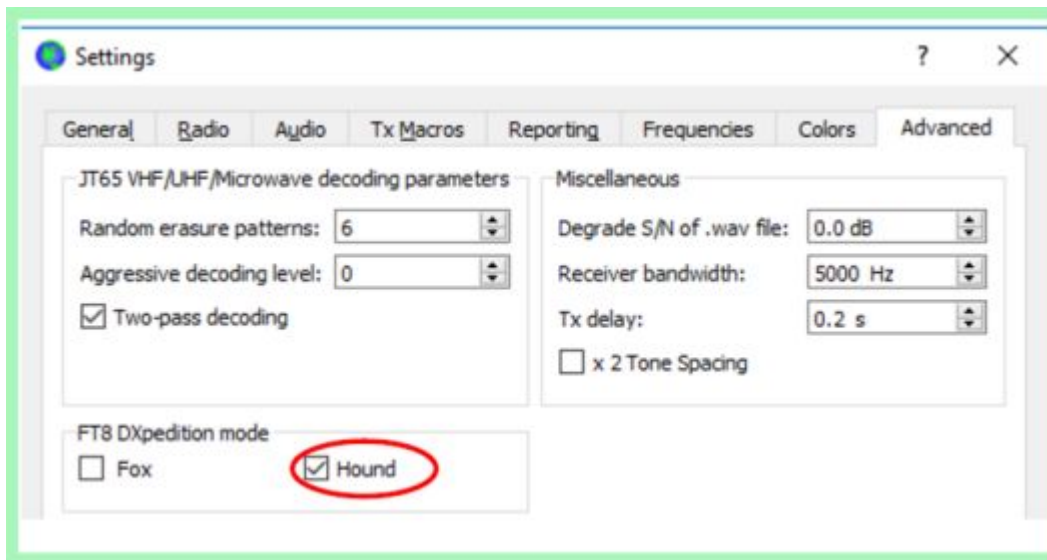 Settings
?
General Radio Audio Tx Macros Reporting Frequencies Colors Advanced
JT65 VHF/UHF/Microwave decoding parameters
Random erasure patterns: 6
Aggressive decoding level: 0
Two-pass decoding
Miscellaneous
Degrade S/N of .wav file: 0.0 dB
Receiver bandwidth: 5000 Hz
Tx delay: 0.2 s
x 2 Tone Spacing
FT8 DXpedition mode
Fox Hound